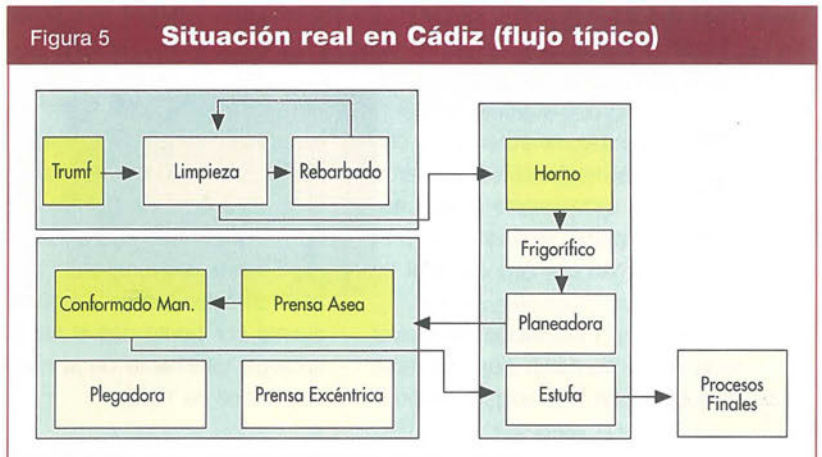 Figura 5 Situación real en Cádiz (flujo típico)
Trumf
Limpieza
Rebarbado
Horno
Frigorífico
Planeadora
Conformado Man.
Prensa Asea
Plegadora
Prensa Excéntrica
Estufa
Procesos
Finales